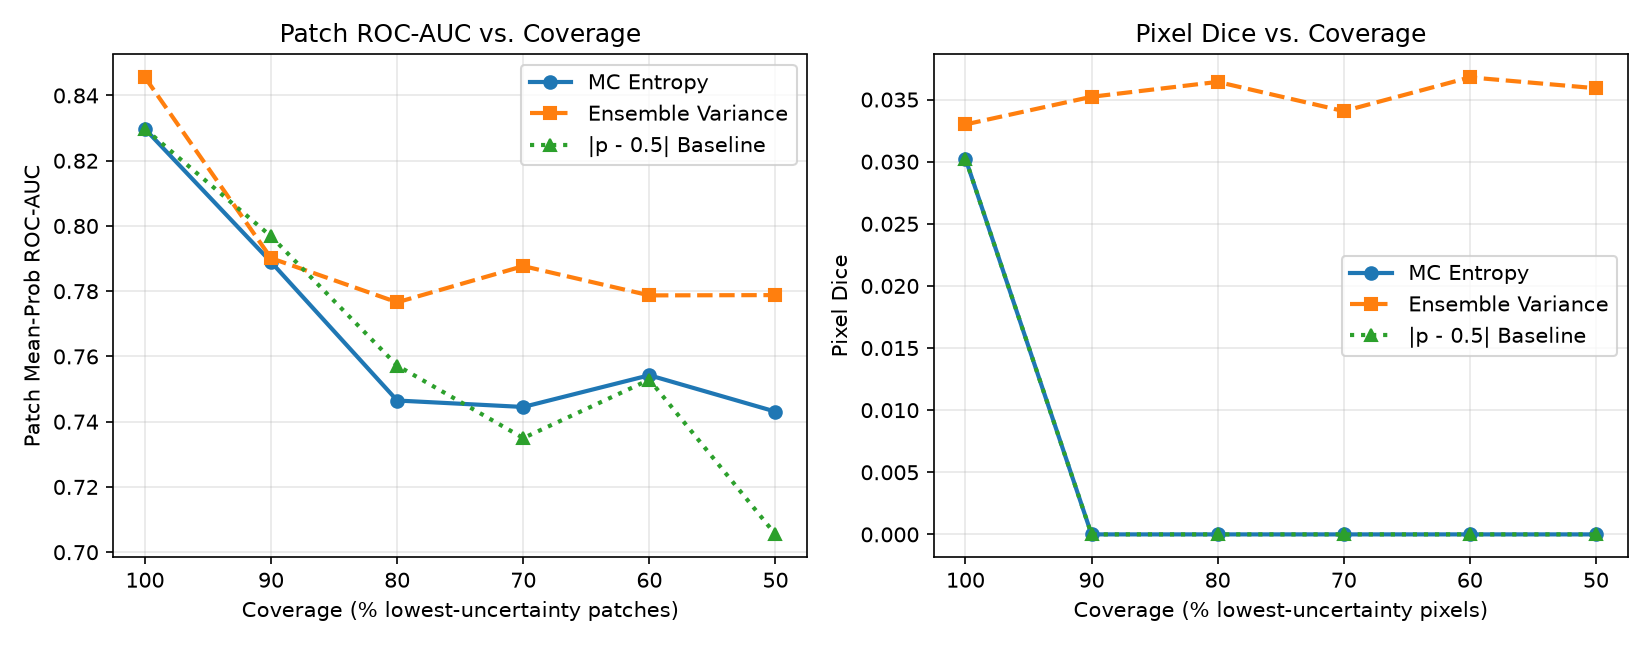 Patch ROC-AUC vs. Coverage
Patch Mean-Prob ROC-AUC
0.84
0.82
0.80
0.78
0.76
0.74
0.72
0.70
MC Entropy
Ensemble Variance
|p - 0.5| Baseline
100 90 80 70 60 50
Coverage (% lowest-uncertainty patches)
Pixel Dice vs. Coverage
Pixel Dice
0.035
0.030
0.025
0.020
0.015
0.010
0.005
0.000
MC Entropy
Ensemble Variance
|p - 0.5| Baseline
100 90 80 70 60 50
Coverage (% lowest-uncertainty pixels)